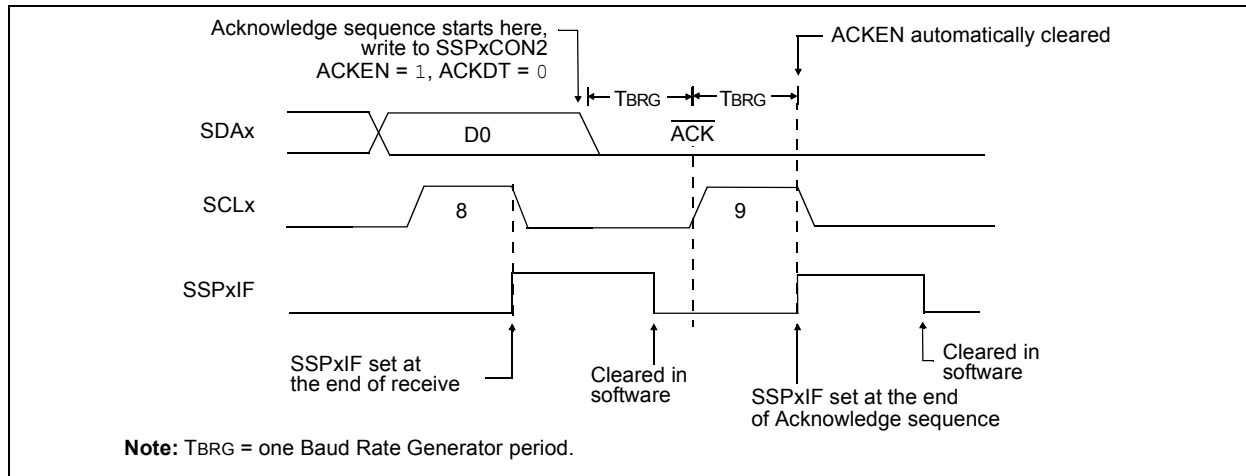 Acknowledge sequence starts here,
write to SSPxCON2
ACKEN = 1, ACKDT = 0
ACKEN automatically cleared
TBRG
TBRG
SDAx
D0
ACK
SCLx
8
9
SSPxIF
SSPxIF set at
the end of receive
Cleared in
software
SSPxIF set at the end
of Acknowledge sequence
Cleared in
software
Note: TBRG = one Baud Rate Generator period.